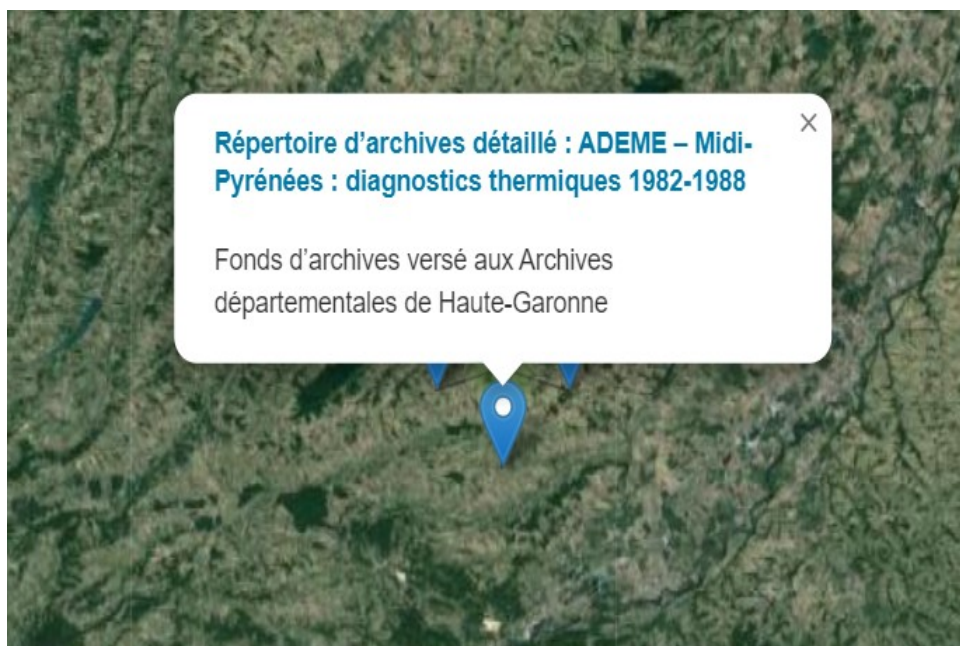 Répertoire d’archives détaillé : ADEME – Midi-
Pyrénées : diagnostics thermiques 1982-1988
Fonds d’archives versé aux Archives
départementales de Haute-Garonne